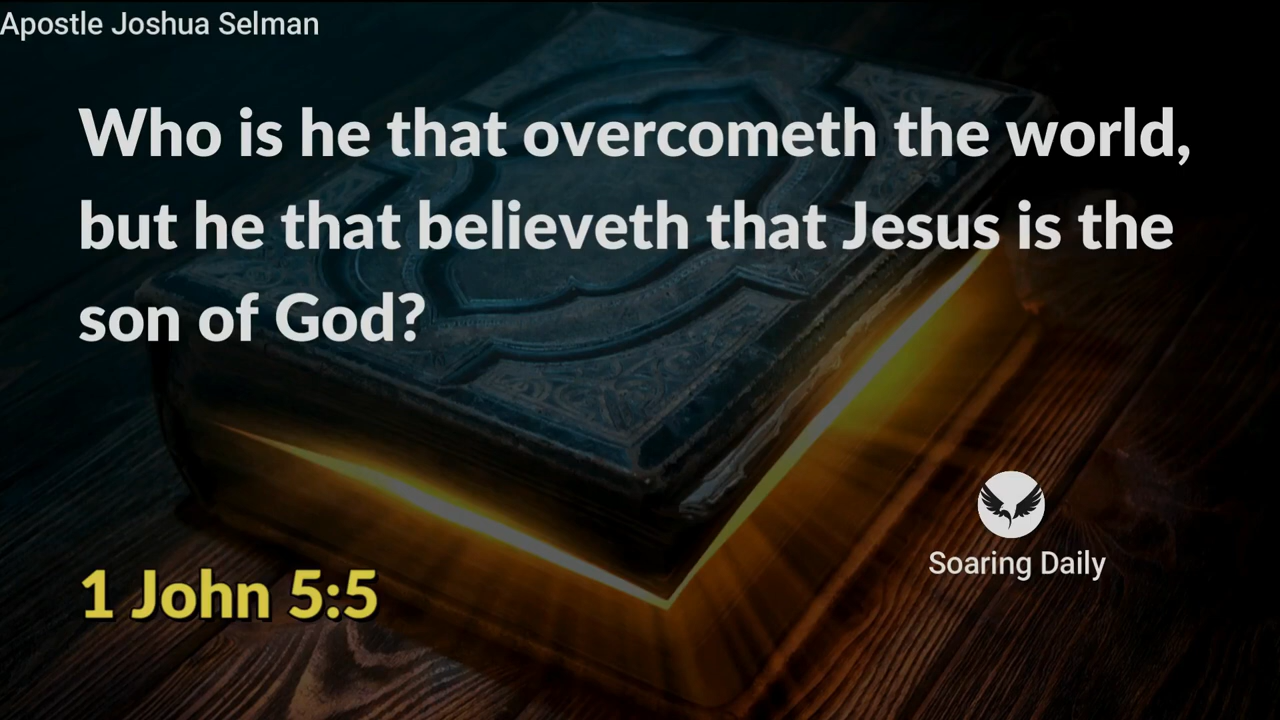 Apostle Joshua Selman
Who is he that overcometh the world,
but he that believeth that Jesus is the
son of God?
Soaring Daily
1 John 5:5